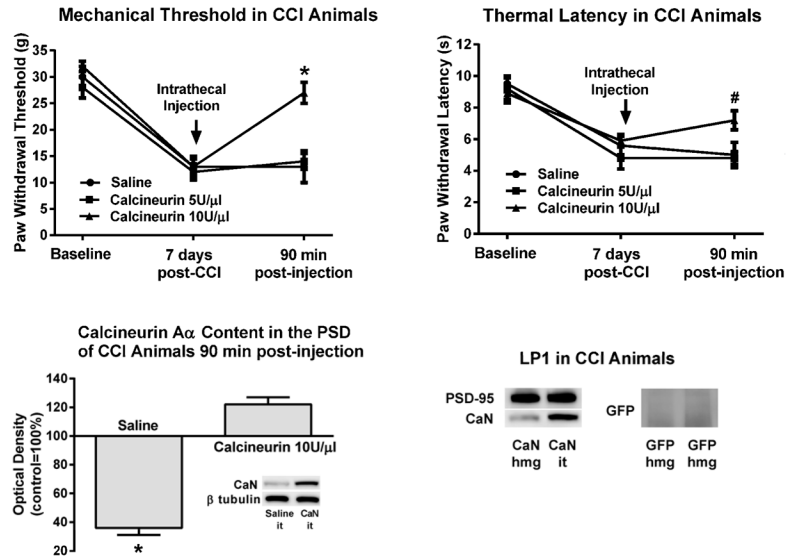 Mechanical Threshold in CCI Animals
Paw Withdrawal Threshold (g)
35
30
25
20
15
10
5
0
Intrathecal
Injection
*
Saline
Calcineurin 5U/µl
Calcineurin 10U/µl
Baseline
7 days
post-CCI
90 min
post-injection
Thermal Latency in CCI Animals
Paw Withdrawal Latency (s)
12
10
8
6
4
2
0
Intrathecal
Injection
#
Saline
Calcineurin 5U/µl
Calcineurin 10U/µl
Baseline
7 days
post-CCI
90 min
post-injection
Calcineurin Aα Content in the PSD
of CCI Animals 90 min post-injection
Optical Density
(control=100%)
140
120
100
80
60
40
20
Saline
Calcineurin 10U/µl
*
CaN
β tubulin
Saline it
CaN it
LP1 in CCI Animals
PSD-95
CaN
CaN hmg
CaN it
GFP
GFP hmg
GFP hmg